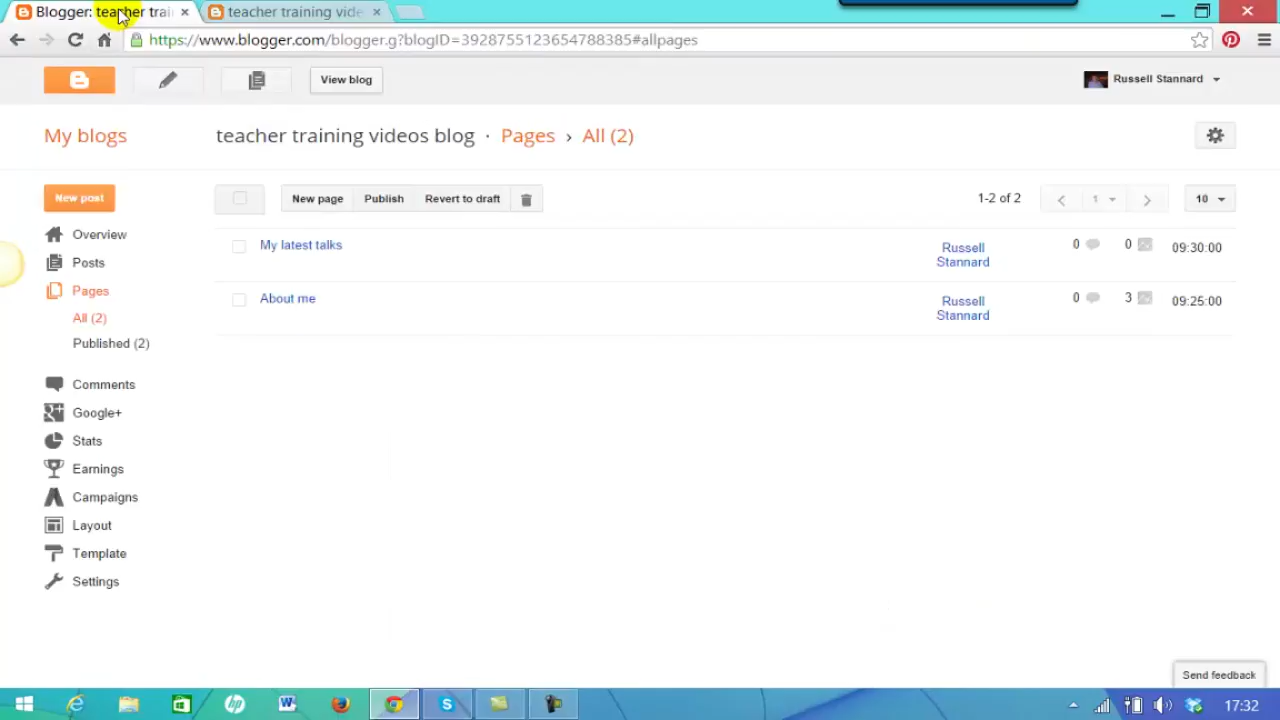 Blogger: teacher trai
teacher training vide
https://www.blogger.com/blogger.g?blogID=3928755123654788385#allpages
View blog
Russell Stannard
My blogs
teacher training videos blog · Pages › All (2)
New post
New page Publish Revert to draft
1-2 of 2
1
10
Overview
Posts
Pages
All (2)
Published (2)
Comments
Google+
Stats
Earnings
Campaigns
Layout
Template
Settings
My latest talks
Russell
Stannard
0 0 09:30:00
About me
Russell
Stannard
0 3 09:25:00
Send feedback
17:32